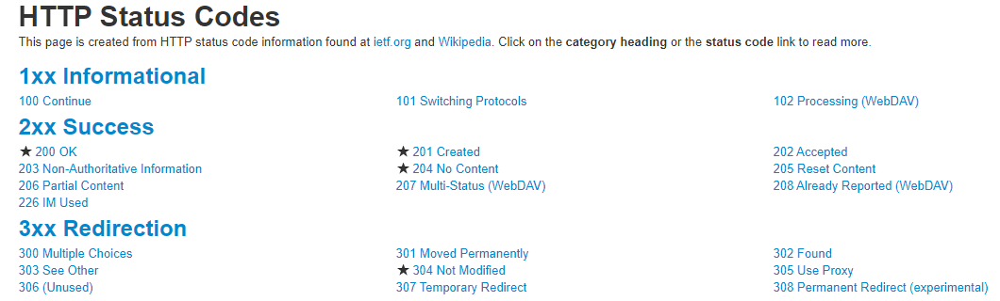 HTTP Status Codes
This page is created from HTTP status code information found at ietf.org and Wikipedia. Click on the category heading or the status code link to read more.
1xx Informational
100 Continue 101 Switching Protocols 102 Processing (WebDAV)
2xx Success
★ 200 OK ★ 201 Created 202 Accepted
203 Non-Authoritative Information ★ 204 No Content 205 Reset Content
206 Partial Content 207 Multi-Status (WebDAV) 208 Already Reported (WebDAV)
226 IM Used
3xx Redirection
300 Multiple Choices 301 Moved Permanently 302 Found
303 See Other ★ 304 Not Modified 305 Use Proxy
306 (Unused) 307 Temporary Redirect 308 Permanent Redirect (experimental)